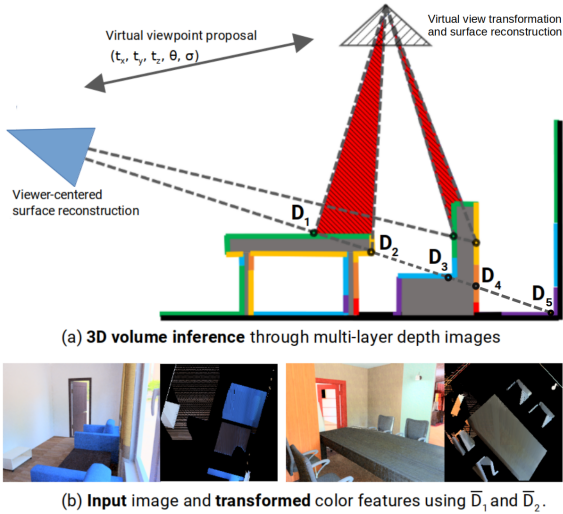 Virtual viewpoint proposal
(tx, ty, tz, θ, σ)
Virtual view transformation
and surface reconstruction
Viewer-centered
surface reconstruction
D1
D2
D3
D4
D5
(a) 3D volume inference through multi-layer depth images
(b) Input image and transformed color features using D̅1 and D̅2.